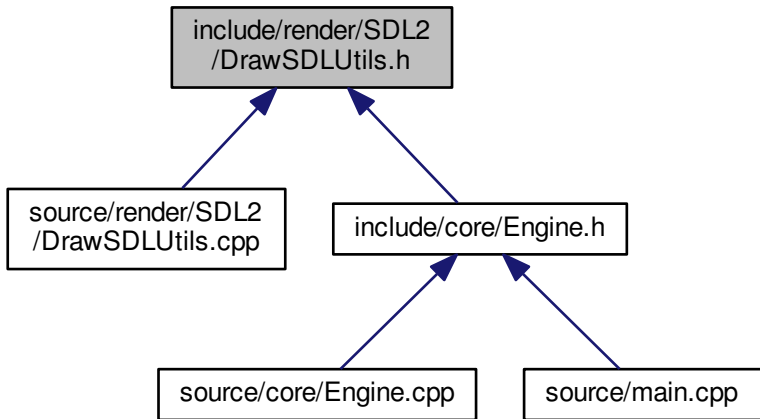 include/render/SDL2
/DrawSDLUtils.h
source/render/SDL2
/DrawSDLUtils.cpp
include/core/Engine.h
source/core/Engine.cpp
source/main.cpp